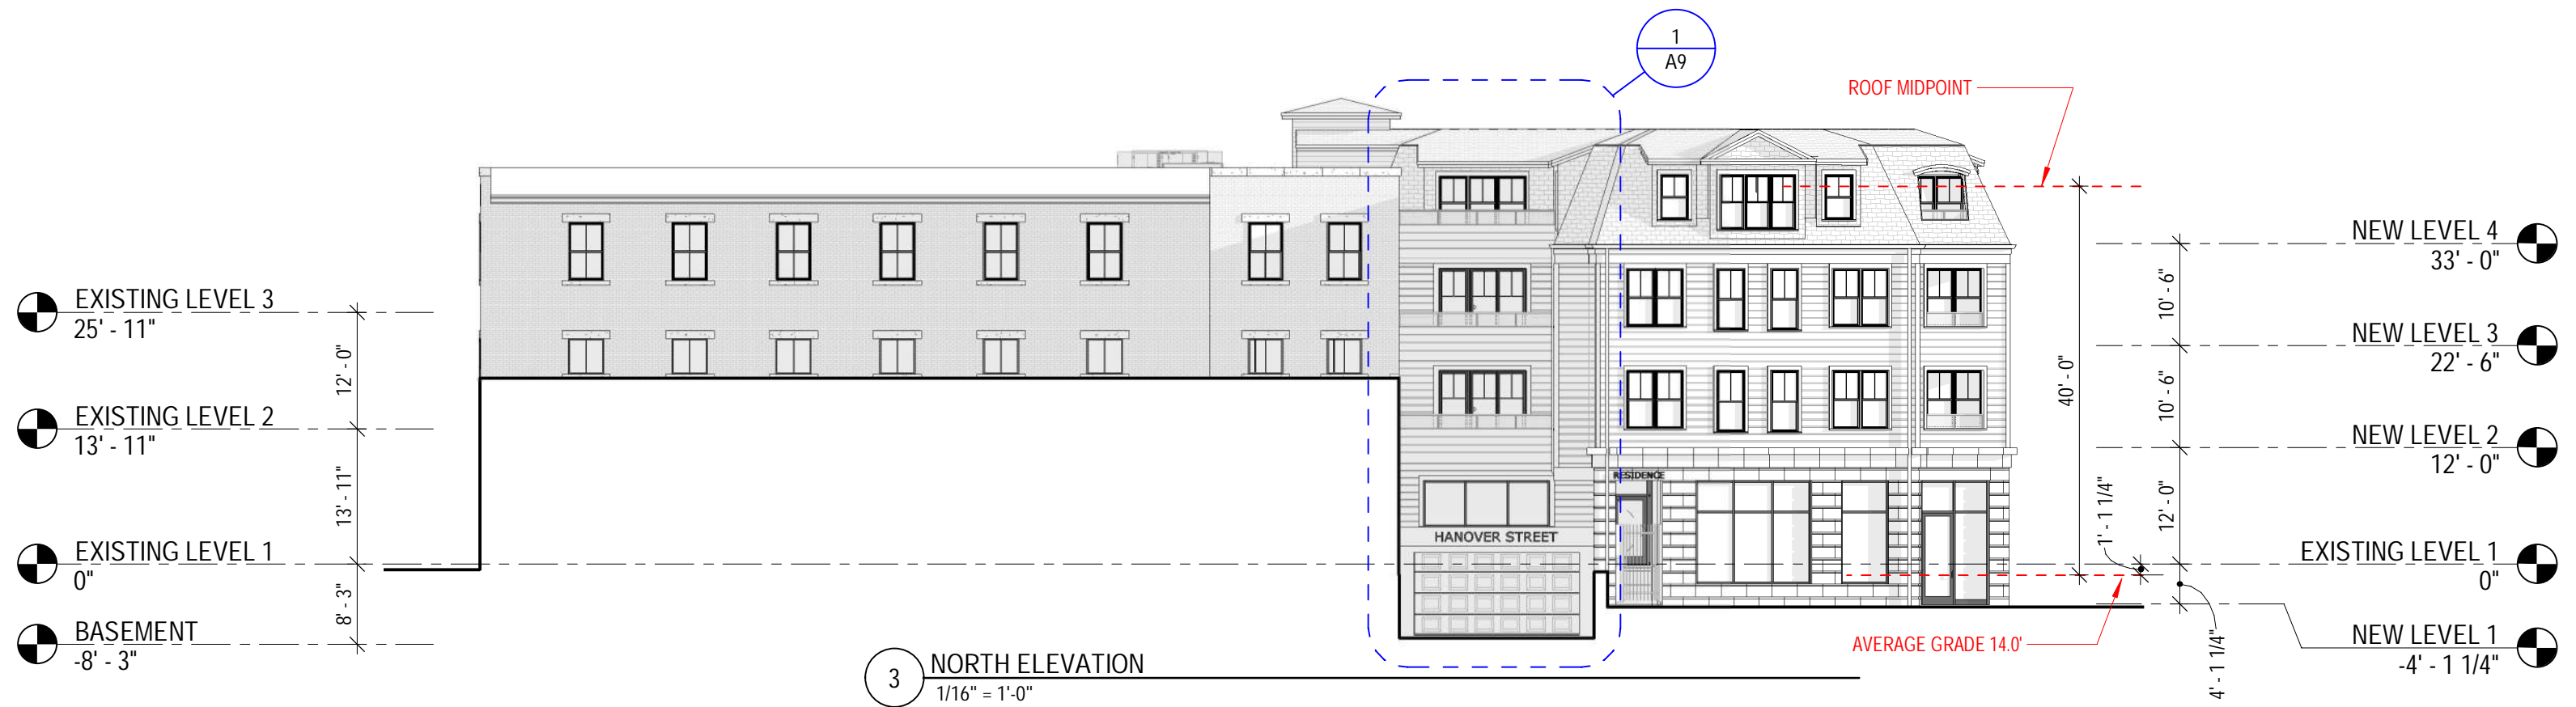 1
A9
ROOF MIDPOINT
NEW LEVEL 4
33' - 0"
10' - 6"
EXISTING LEVEL 3
25' - 11"
NEW LEVEL 3
22' - 6"
12' - 0"
40' - 0"
10' - 6"
EXISTING LEVEL 2
13' - 11"
NEW LEVEL 2
12' - 0"
RESIDENCE
13' - 11"
1' - 1 1/4"
12' - 0"
HANOVER STREET
EXISTING LEVEL 1
0"
EXISTING LEVEL 1
0"
8' - 3"
BASEMENT
-8' - 3"
AVERAGE GRADE 14.0'
4' - 1 1/4"
NEW LEVEL 1
-4' - 1 1/4"
3
NORTH ELEVATION
1/16" = 1'-0"